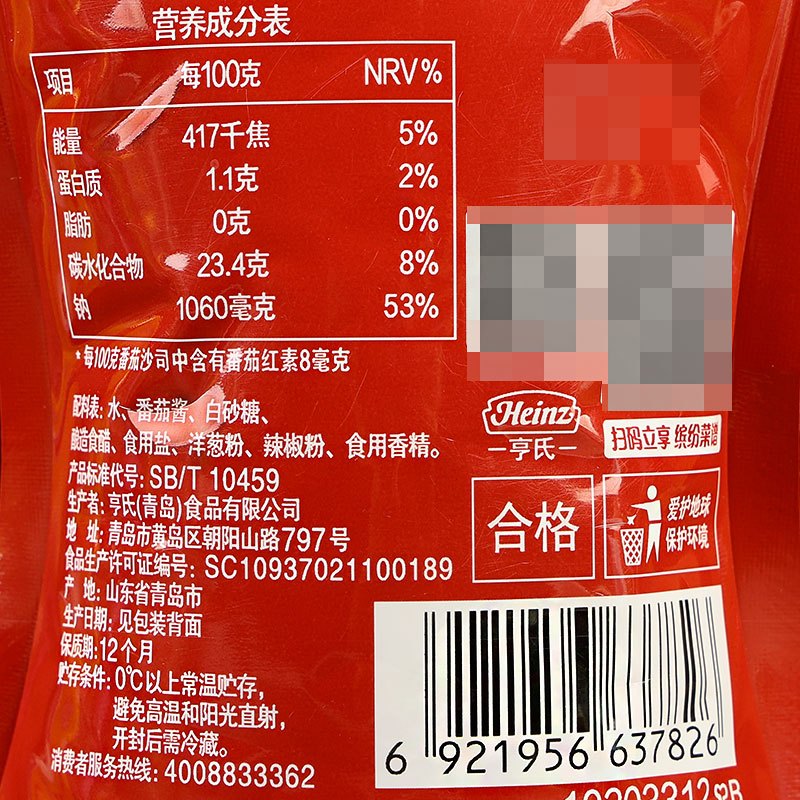 营养成分表
项目 每100克 NRV%
能量 417千焦 5%
蛋白质 1.1克 2%
脂肪 0克 0%
碳水化合物 23.4克 8%
钠 1060毫克 53%
*每100克番茄沙司中含有番茄红素8毫克
配料表：水、番茄酱、白砂糖、
酿造食醋、食用盐、洋葱粉、辣椒粉、食用香精。
产品标准代号：SB/T 10459
生产者：亨氏(青岛)食品有限公司
地 址：青岛市黄岛区朝阳山路797号
食品生产许可证编号：SC10937021100189
产 地：山东省青岛市
生产日期：见包装背面
保质期：12个月
贮存条件：0℃以上常温贮存，
避免高温和阳光直射，
开封后需冷藏。
消费者服务热线：4008833362
Heinz
亨氏
扫码立享 缤纷菜谱
合格
爱护地球
保护环境
6 921956 637826